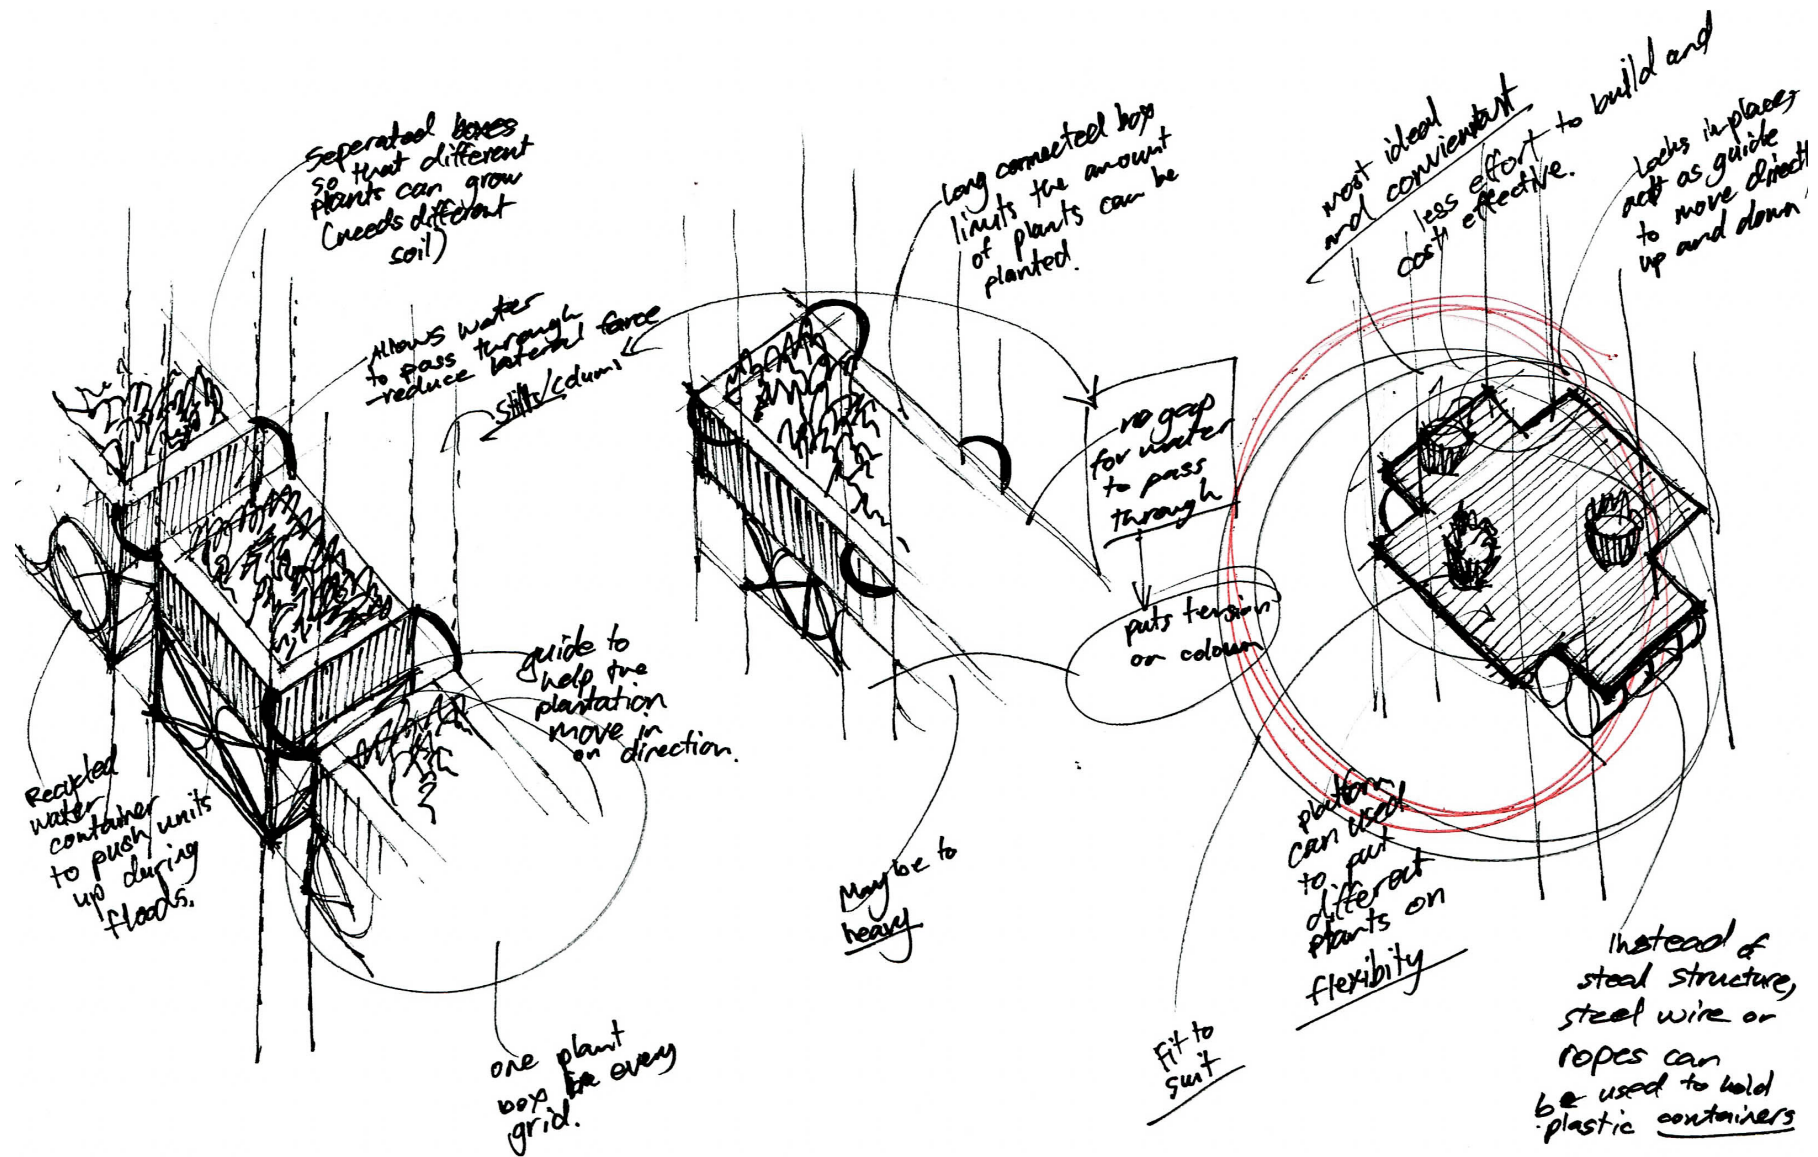 Seperated boxes
so that different
plants can grow
(needs different
soil)
Allows water
to pass through
-reduce lateral force
stilts/colums
guide to
help the
plantation
move in
on direction.
Recycled
water
container
to push units
up during
floods.
one plant
box in every
grid.
Long connected box
limits the amount
of plants can be
planted.
no gap
for water
to pass
through
puts tension
on coloum
May be to
heavy
most ideal
and convientent
less effort to build and
cost effective.
Locks in place,
act as guide
to move direct
up and down
platform
can used
to put
different
plants on
flexibity
Fit to
suit
Instead of
steal structure,
steel wire or
ropes can
be used to hold
plastic containers